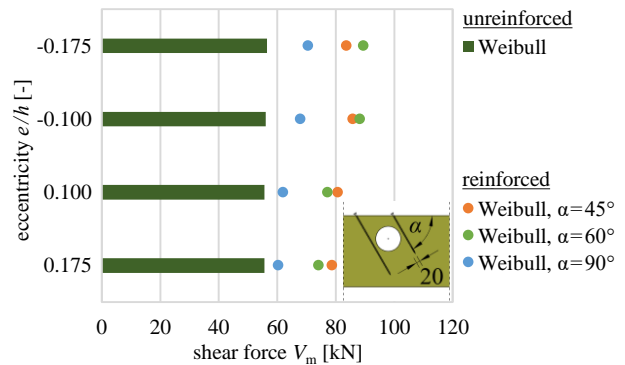 eccentricity e/h [-]
-0.175
-0.100
0.100
0.175
0 20 40 60 80 100 120
shear force Vm [kN]
α
20
unreinforced
Weibull
reinforced
Weibull, α=45°
Weibull, α=60°
Weibull, α=90°